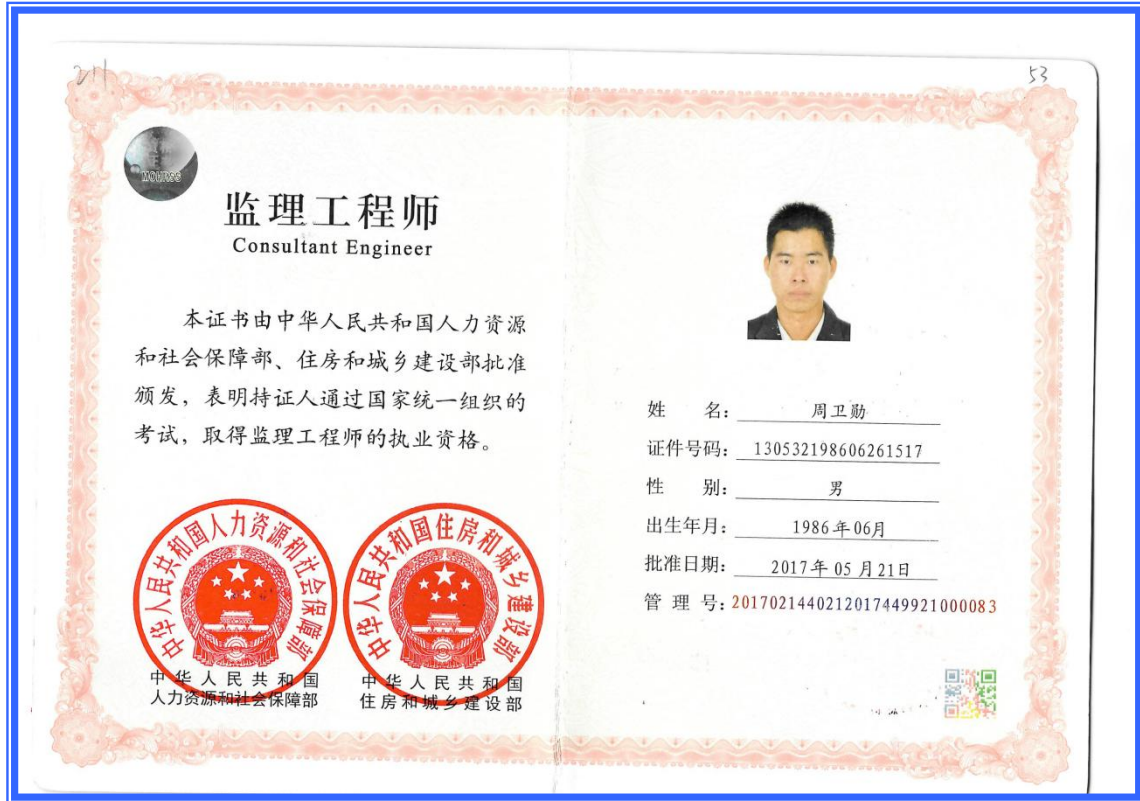 211
53
MOHRSS
监理工程师
Consultant Engineer
本证书由中华人民共和国人力资源
和社会保障部、住房和城乡建设部批准
颁发，表明持证人通过国家统一组织的
考试，取得监理工程师的执业资格。
中华人民共和国人力资源和社会保障部
中华人民共和国住房和城乡建设部
中华人民共和国
人力资源和社会保障部
中华人民共和国
住房和城乡建设部
姓 名：周卫勋
证件号码：130532198606261517
性 别：男
出生年月：1986年06月
批准日期：2017年05月21日
管 理 号：2017021440212017449921000083